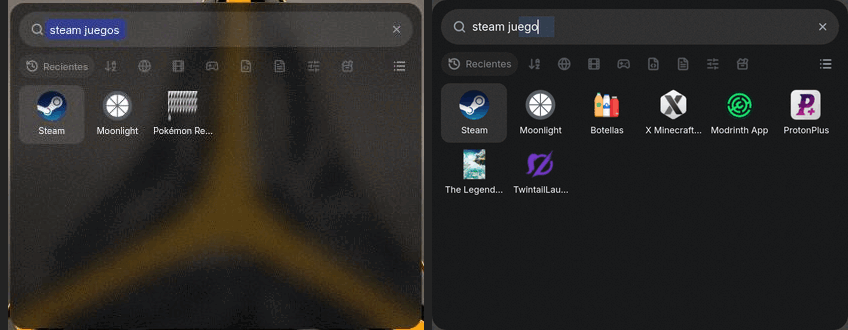 steam juegos
Recientes
Steam
Moonlight
Pokémon Re...
steam juego
Recientes
Steam
Moonlight
Botellas
X Minecraft...
Modrinth App
ProtonPlus
The Legend...
TwintailLau...